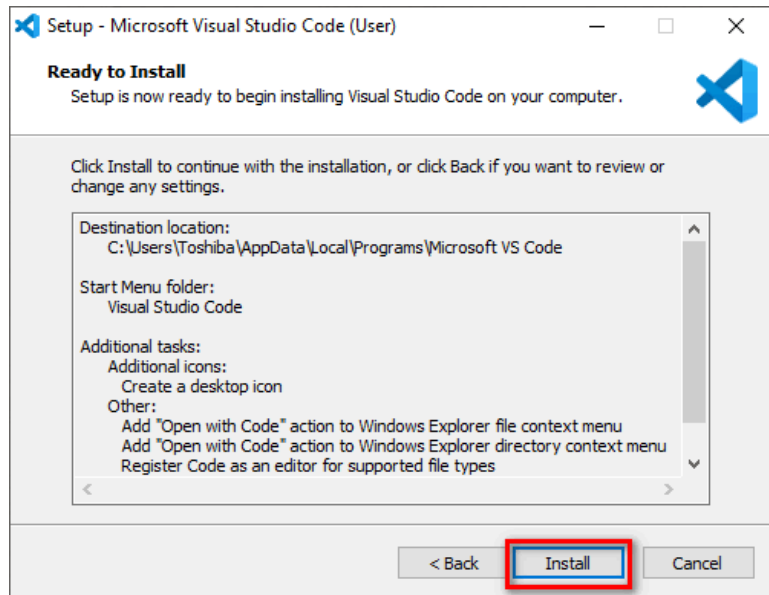 Setup - Microsoft Visual Studio Code (User)
Ready to Install
Setup is now ready to begin installing Visual Studio Code on your computer.
Click Install to continue with the installation, or click Back if you want to review or
change any settings.
Destination location:
C:\Users\Toshiba\AppData\Local\Programs\Microsoft VS Code
Start Menu folder:
Visual Studio Code
Additional tasks:
Additional icons:
Create a desktop icon
Other:
Add "Open with Code" action to Windows Explorer file context menu
Add "Open with Code" action to Windows Explorer directory context menu
Register Code as an editor for supported file types
< Back Install Cancel